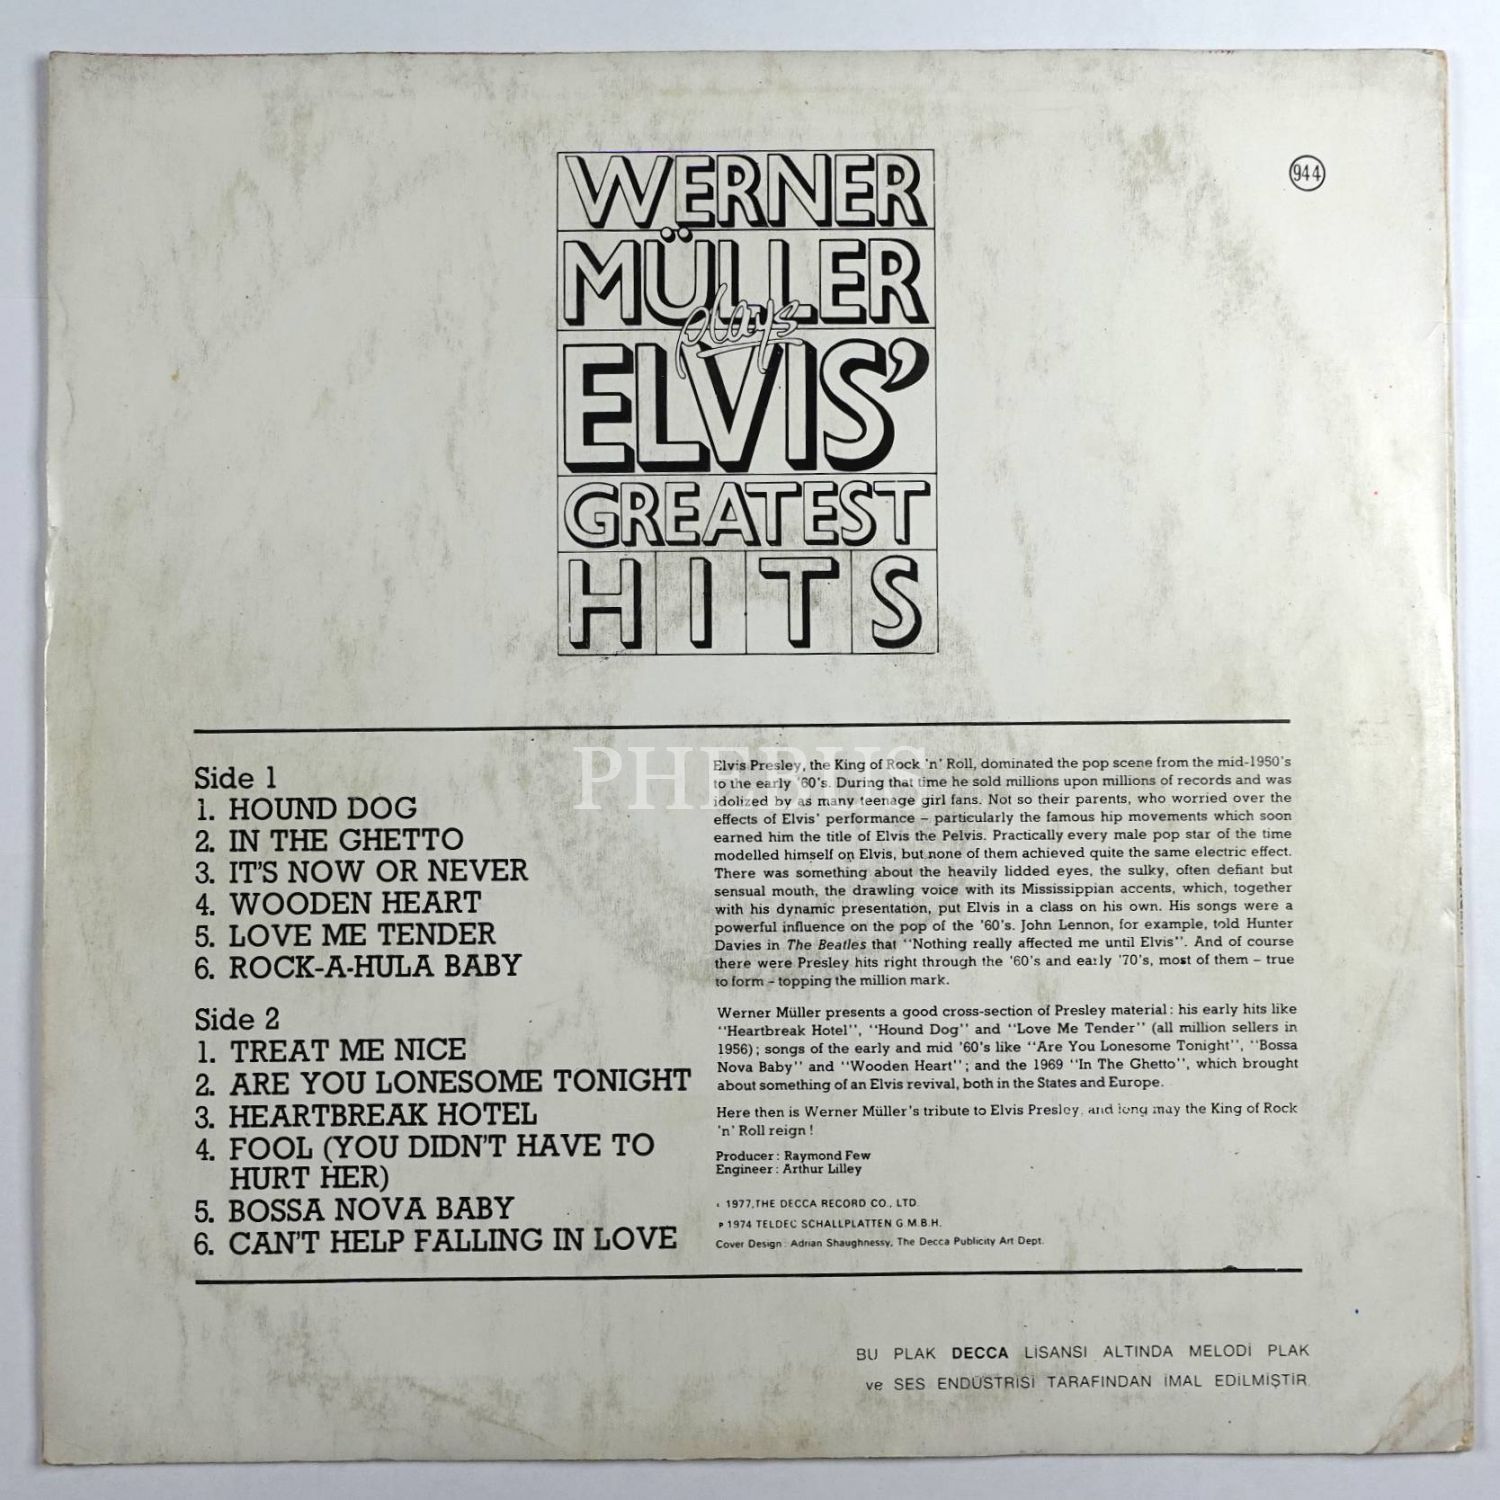 WERNER
MÜLLER
plays
ELVIS'
GREATEST
HITS
944
PHEBUS
Side 1
1. HOUND DOG
2. IN THE GHETTO
3. IT'S NOW OR NEVER
4. WOODEN HEART
5. LOVE ME TENDER
6. ROCK-A-HULA BABY
Side 2
1. TREAT ME NICE
2. ARE YOU LONESOME TONIGHT
3. HEARTBREAK HOTEL
4. FOOL (YOU DIDN'T HAVE TO
HURT HER)
5. BOSSA NOVA BABY
6. CAN'T HELP FALLING IN LOVE
Elvis Presley, the King of Rock 'n' Roll, dominated the pop scene from the mid-1950's
to the early '60's. During that time he sold millions upon millions of records and was
idolized by as many teenage girl fans. Not so their parents, who worried over the
effects of Elvis' performance – particularly the famous hip movements which soon
earned him the title of Elvis the Pelvis. Practically every male pop star of the time
modelled himself on Elvis, but none of them achieved quite the same electric effect.
There was something about the heavily lidded eyes, the sulky, often defiant but
sensual mouth, the drawling voice with its Mississippian accents, which, together
with his dynamic presentation, put Elvis in a class on his own. His songs were a
powerful influence on the pop of the '60's. John Lennon, for example, told Hunter
Davies in The Beatles that "Nothing really affected me until Elvis". And of course
there were Presley hits right through the '60's and early '70's, most of them – true
to form – topping the million mark.
Werner Müller presents a good cross-section of Presley material: his early hits like
"Heartbreak Hotel", "Hound Dog" and "Love Me Tender" (all million sellers in
1956); songs of the early and mid '60's like "Are You Lonesome Tonight", "Bossa
Nova Baby" and "Wooden Heart"; and the 1969 "In The Ghetto", which brought
about something of an Elvis revival, both in the States and Europe.
Here then is Werner Müller's tribute to Elvis Presley, and long may the King of Rock
'n' Roll reign!
Producer: Raymond Few
Engineer: Arthur Lilley
1977, THE DECCA RECORD CO., LTD.
℗ 1974 TELDEC SCHALLPLATTEN G.M.B.H.
Cover Design: Adrian Shaughnessy, The Decca Publicity Art Dept.
BU PLAK DECCA LİSANSI ALTINDA MELODİ PLAK
ve SES ENDÜSTRİSİ TARAFINDAN İMAL EDİLMİŞTİR.